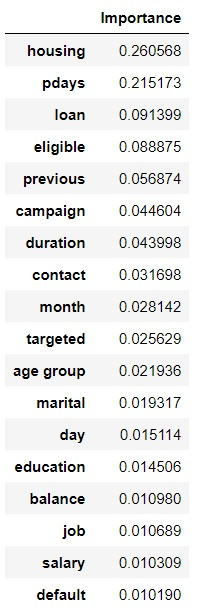 Importance
housing 0.260568
pdays 0.215173
loan 0.091399
eligible 0.088875
previous 0.056874
campaign 0.044604
duration 0.043998
contact 0.031698
month 0.028142
targeted 0.025629
age group 0.021936
marital 0.019317
day 0.015114
education 0.014506
balance 0.010980
job 0.010689
salary 0.010309
default 0.010190